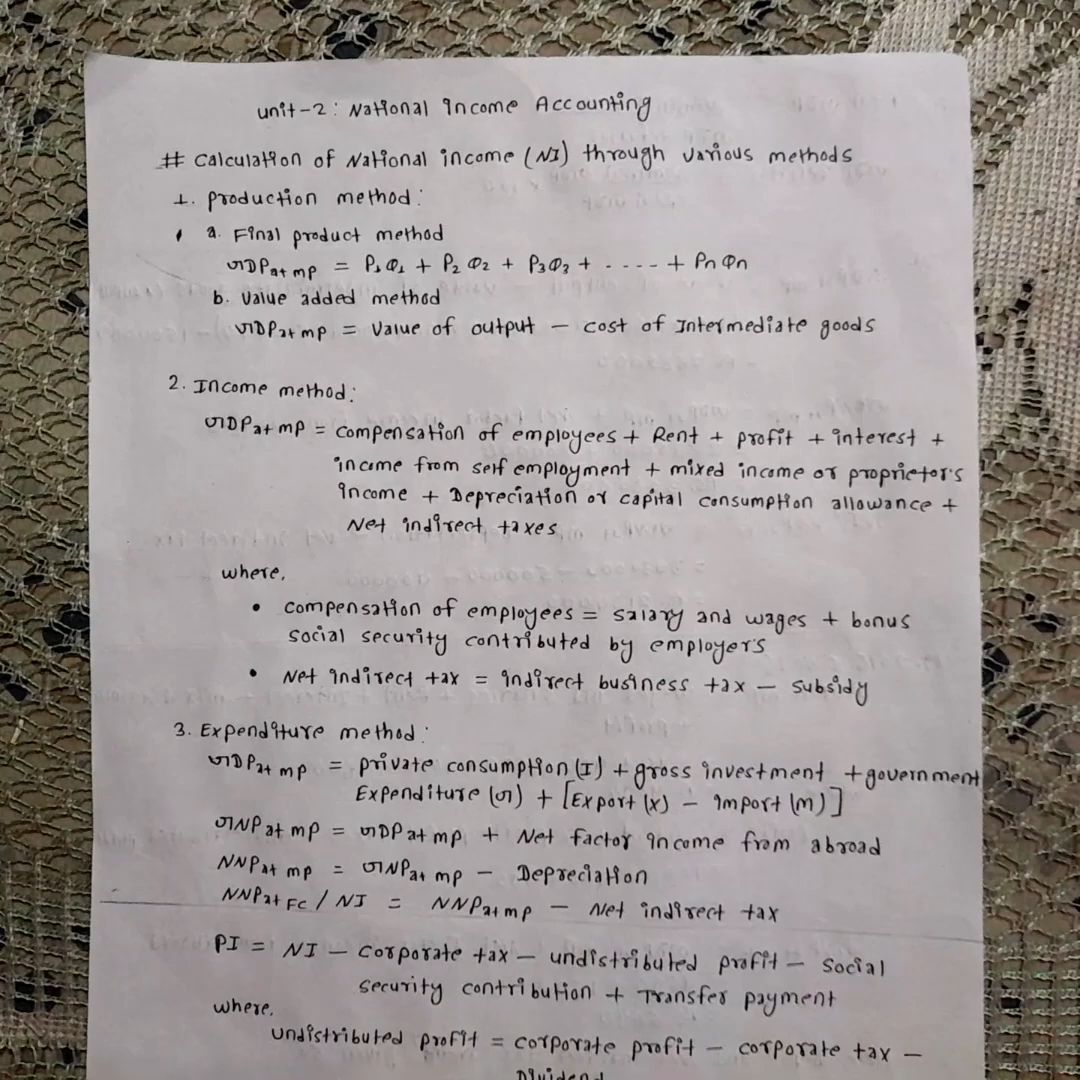 unit-2: National income Accounting
# calculation of National income (NI) through various methods
1. production method:
a. Final product method
GDPat mp = P₁Q₁ + P₂Q₂ + P₃Q₃ + ---- + PnQn
b. value added method
GDPat mp = value of output - cost of Intermediate goods
2. Income method:
GDPat mp = compensation of employees + Rent + profit + interest +
income from self employment + mixed income or proprietor's
income + Depreciation or capital consumption allowance +
Net indirect taxes
where,
• compensation of employees = salary and wages + bonus
social security contributed by employers
• Net indirect tax = indirect business tax - subsidy
3. Expenditure method:
GDPat mp = private consumption (I) + gross investment + government
Expenditure (G) + [Export (X) - Import (M)]
GNPat mp = GDPat mp + Net factor income from abroad
NNPat mp = GNPat mp - Depreciation
NNPat FC / NI = NNPat mp - Net indirect tax
PI = NI - corporate tax - undistributed profit - social
security contribution + Transfer payment
where,
undistributed profit = corporate profit - corporate tax -
Dividend